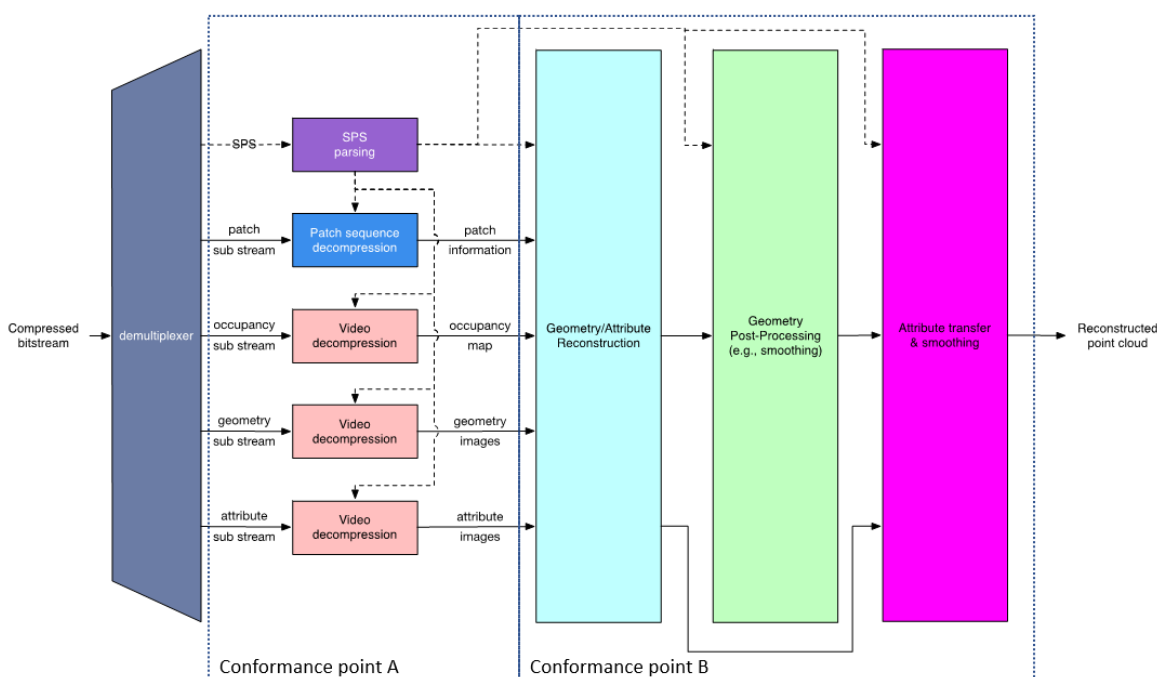 SPS
SPS
parsing
patch
sub stream
Patch sequence
decompression
patch
information
Compressed
bitstream
demultiplexer
occupancy
sub stream
Video
decompression
occupancy
map
Geometry/Attribute
Reconstruction
Geometry
Post-Processing
(e.g., smoothing)
Attribute transfer
& smoothing
Reconstructed
point cloud
geometry
sub stream
Video
decompression
geometry
images
attribute
sub stream
Video
decompression
attribute
images
Conformance point A
Conformance point B